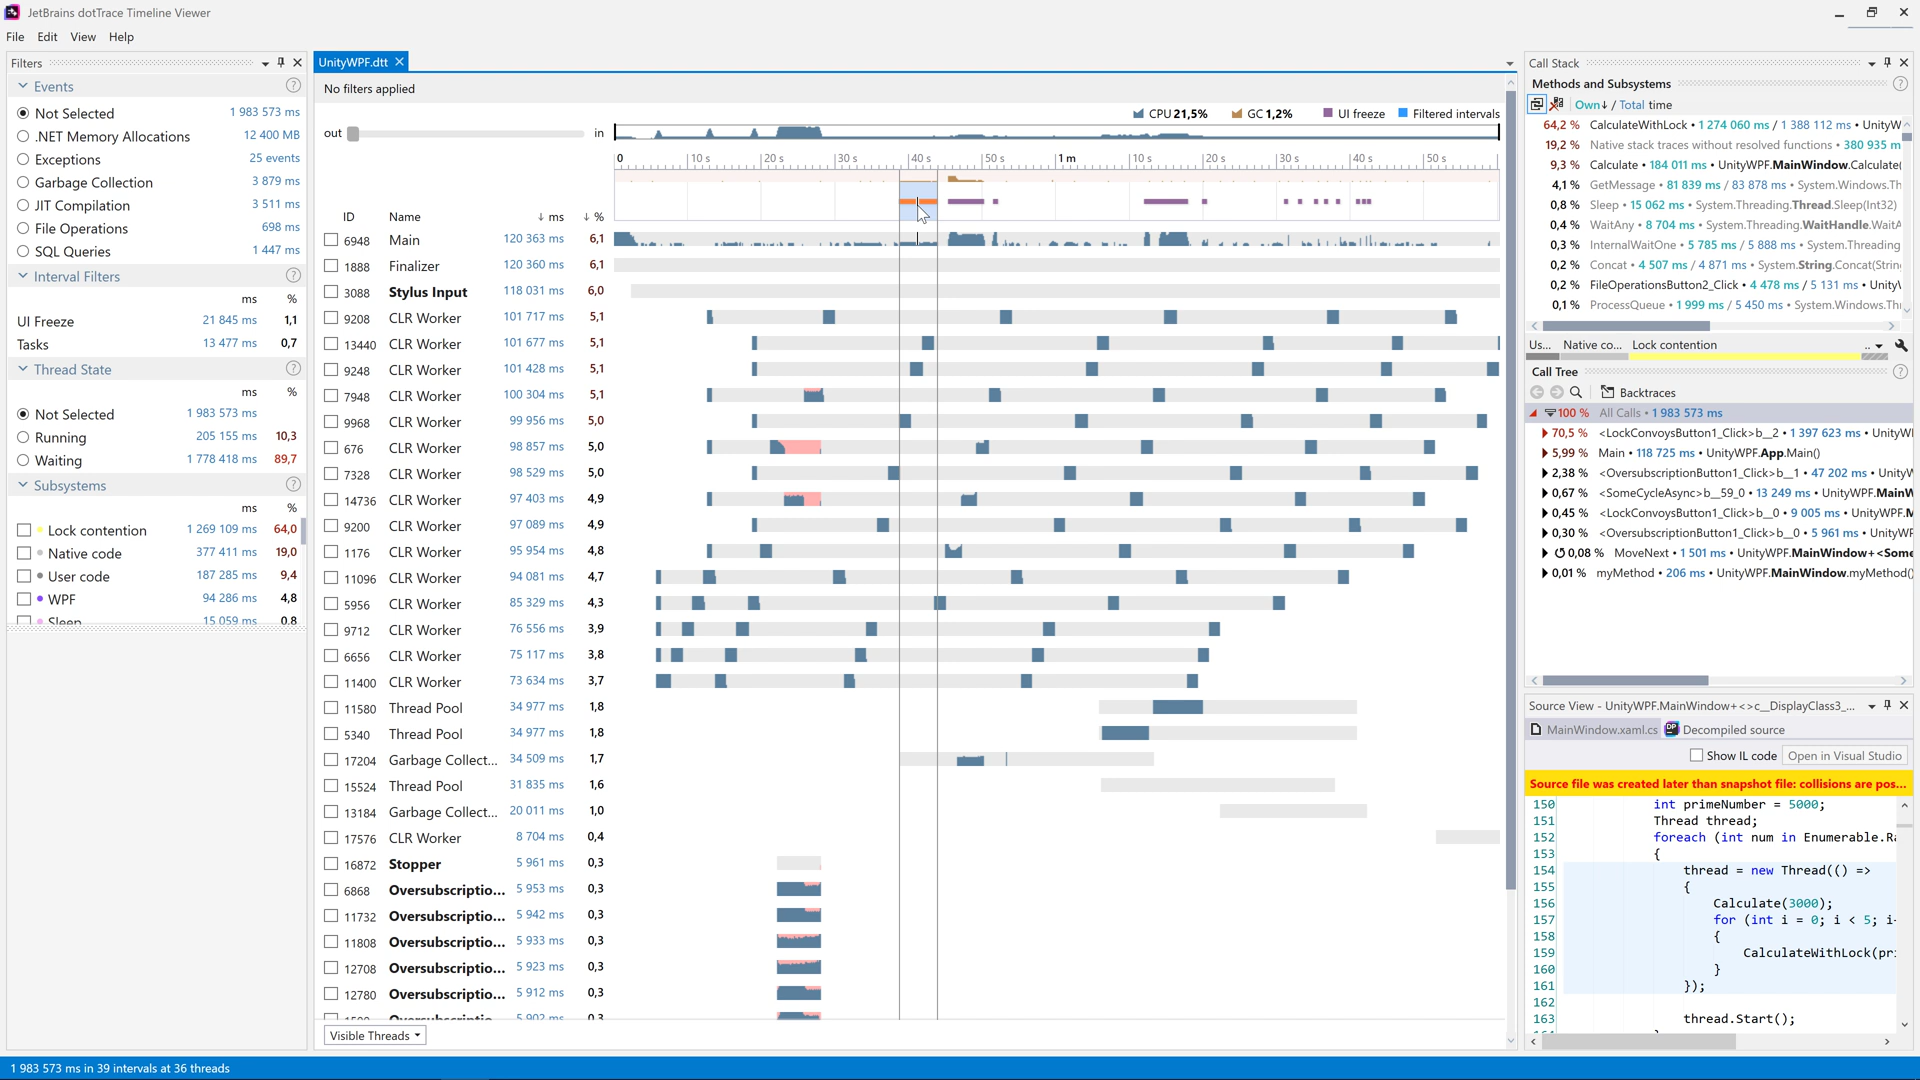 JetBrains dotTrace Timeline Viewer
File Edit View Help
Filters
Events
Not Selected 1 983 573 ms
.NET Memory Allocations 12 400 MB
Exceptions 25 events
Garbage Collection 3 879 ms
JIT Compilation 3 511 ms
File Operations 698 ms
SQL Queries 1 447 ms
Interval Filters
ms %
UI Freeze 21 845 ms 1,1
Tasks 13 477 ms 0,7
Thread State
ms %
Not Selected 1 983 573 ms
Running 205 155 ms 10,3
Waiting 1 778 418 ms 89,7
Subsystems
ms %
Lock contention 1 269 109 ms 64,0
Native code 377 411 ms 19,0
User code 187 285 ms 9,4
WPF 94 286 ms 4,8
Sleep 15 059 ms 0,8
UnityWPF.dtt
No filters applied
CPU 21,5% GC 1,2% UI freeze Filtered intervals
out in
0 10 s 20 s 30 s 40 s 50 s 1 m 10 s 20 s 30 s 40 s 50 s
ID Name ↓ ms ↓ %
6948 Main 120 363 ms 6,1
1888 Finalizer 120 360 ms 6,1
3088 Stylus Input 118 031 ms 6,0
9208 CLR Worker 101 717 ms 5,1
13440 CLR Worker 101 677 ms 5,1
9248 CLR Worker 101 428 ms 5,1
7948 CLR Worker 100 304 ms 5,1
9968 CLR Worker 99 956 ms 5,0
676 CLR Worker 98 857 ms 5,0
7328 CLR Worker 98 529 ms 5,0
14736 CLR Worker 97 403 ms 4,9
9200 CLR Worker 97 089 ms 4,9
1176 CLR Worker 95 954 ms 4,8
11096 CLR Worker 94 081 ms 4,7
5956 CLR Worker 85 329 ms 4,3
9712 CLR Worker 76 556 ms 3,9
6656 CLR Worker 75 117 ms 3,8
11400 CLR Worker 73 634 ms 3,7
11580 Thread Pool 34 977 ms 1,8
5340 Thread Pool 34 977 ms 1,8
17204 Garbage Collect... 34 509 ms 1,7
15524 Thread Pool 31 835 ms 1,6
13184 Garbage Collect... 20 011 ms 1,0
17576 CLR Worker 8 704 ms 0,4
16872 Stopper 5 961 ms 0,3
6868 Oversubscriptio... 5 953 ms 0,3
11732 Oversubscriptio... 5 942 ms 0,3
11808 Oversubscriptio... 5 933 ms 0,3
12708 Oversubscriptio... 5 923 ms 0,3
12780 Oversubscriptio... 5 912 ms 0,3
Oversubscriptio... 5 902 ms 0,3
Visible Threads
Call Stack
Methods and Subsystems
Own↓ / Total time
64,2 % CalculateWithLock • 1 274 060 ms / 1 388 112 ms • UnityW
19,2 % Native stack traces without resolved functions • 380 935 m
9,3 % Calculate • 184 011 ms • UnityWPF.MainWindow.Calculate(
4,1 % GetMessage • 81 839 ms / 83 878 ms • System.Windows.Th
0,8 % Sleep • 15 062 ms • System.Threading.Thread.Sleep(Int32)
0,4 % WaitAny • 8 704 ms • System.Threading.WaitHandle.WaitA
0,3 % InternalWaitOne • 5 785 ms / 5 888 ms • System.Threading
0,2 % Concat • 4 507 ms / 4 871 ms • System.String.Concat(String
0,2 % FileOperationsButton2_Click • 4 478 ms / 5 131 ms • UnityW
0,1 % ProcessQueue • 1 999 ms / 5 450 ms • System.Windows.Th
Us... Native co... Lock contention ..
Call Tree
Backtraces
100 % All Calls • 1 983 573 ms
70,5 % <LockConvoysButton1_Click>b__2 • 1 397 623 ms • UnityWI
5,99 % Main • 118 725 ms • UnityWPF.App.Main()
2,38 % <OversubscriptionButton1_Click>b__1 • 47 202 ms • UnityW
0,67 % <SomeCycleAsync>b__59_0 • 13 249 ms • UnityWPF.MainW
0,45 % <LockConvoysButton1_Click>b__0 • 9 005 ms • UnityWPF.M
0,30 % <OversubscriptionButton1_Click>b__0 • 5 961 ms • UnityWF
0,08 % MoveNext • 1 501 ms • UnityWPF.MainWindow+<Some
0,01 % myMethod • 206 ms • UnityWPF.MainWindow.myMethod()
Source View - UnityWPF.MainWindow+<>c__DisplayClass3_...
MainWindow.xaml.cs Decompiled source
Show IL code Open in Visual Studio
Source file was created later than snapshot file: collisions are pos...
150 int primeNumber = 5000;
151 Thread thread;
152 foreach (int num in Enumerable.Ra
153 {
154 thread = new Thread(() =>
155 {
156 Calculate(3000);
157 for (int i = 0; i < 5; i+
158 {
159 CalculateWithLock(pri
160 }
161 });
162
163 thread.Start();
1 983 573 ms in 39 intervals at 36 threads